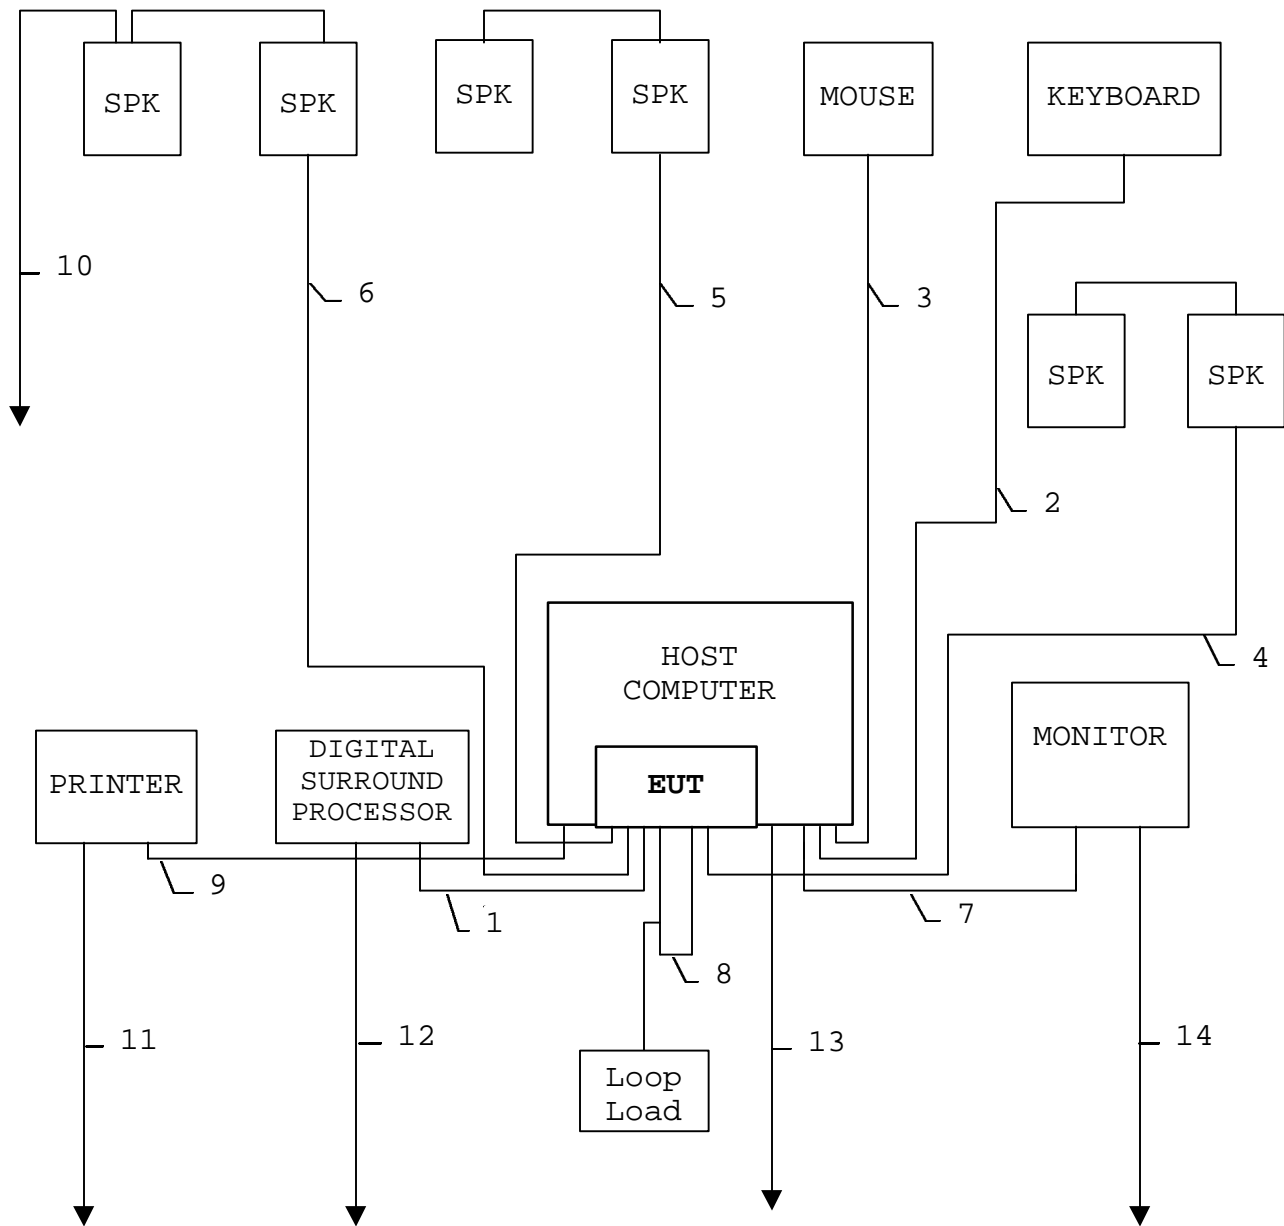 SPK
SPK
SPK
SPK
MOUSE
KEYBOARD
10
6
5
3
SPK
SPK
2
HOST
COMPUTER
4
PRINTER
DIGITAL
SURROUND
PROCESSOR
EUT
MONITOR
9
1
7
8
11
12
13
14
Loop
Load